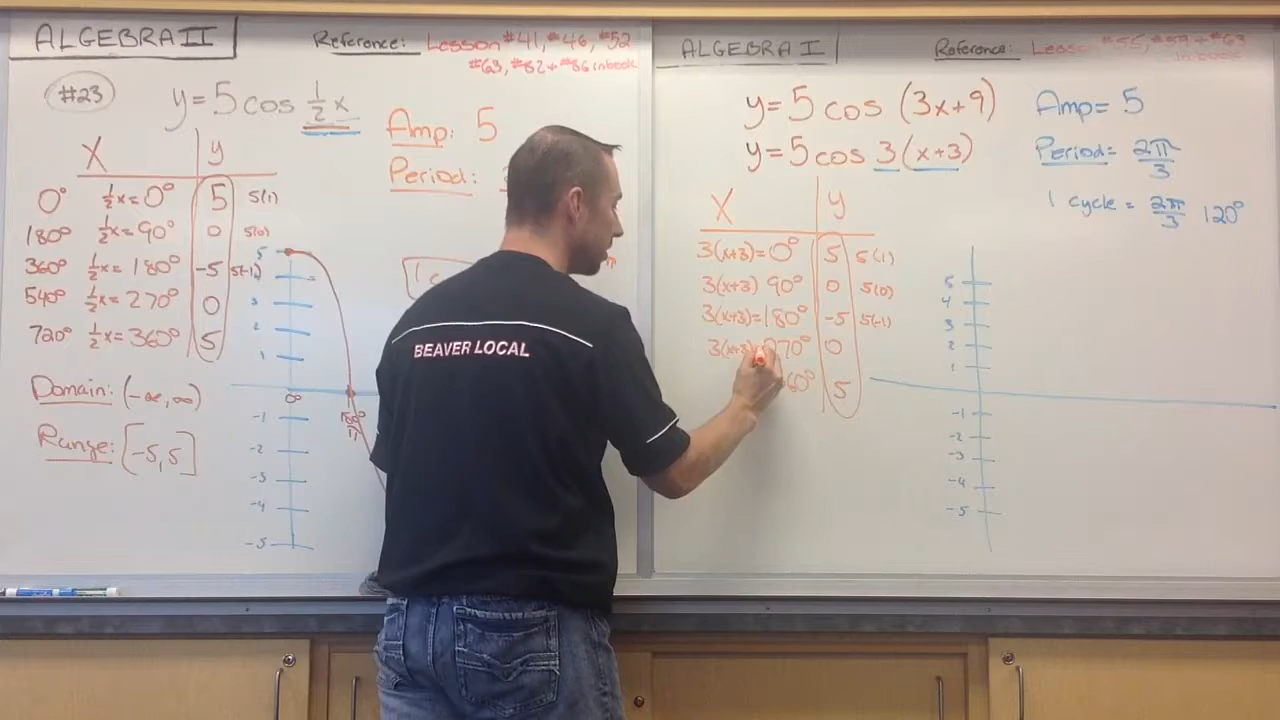 ALGEBRA II
Reference: Lesson #41, #46, #52
#63, #82 + #86 in book
#23
y = 5 cos 1/2 x
Amp: 5
Period:
x y
0° 1/2x = 0° 5 5(1)
180° 1/2x = 90° 0 5(0)
360° 1/2x = 180° -5 5(-1)
540° 1/2x = 270° 0
720° 1/2x = 360° 5
Domain: (-∞, ∞)
Range: [-5, 5]
5
3
2
1
-1
-2
-3
-4
-5
0°
BEAVER LOCAL
ALGEBRA I
Reference:
in book
y = 5 cos (3x+9)
y = 5 cos 3(x+3)
Amp = 5
Period = 2π/3
1 cycle = 2π/3 120°
x y
3(x+3) = 0° 5 5(1)
3(x+3) 90° 0 5(0)
3(x+3) = 180° -5 5(-1)
3(x+3) 0
5
5
4
3
2
1
-1
-2
-3
-4
-5